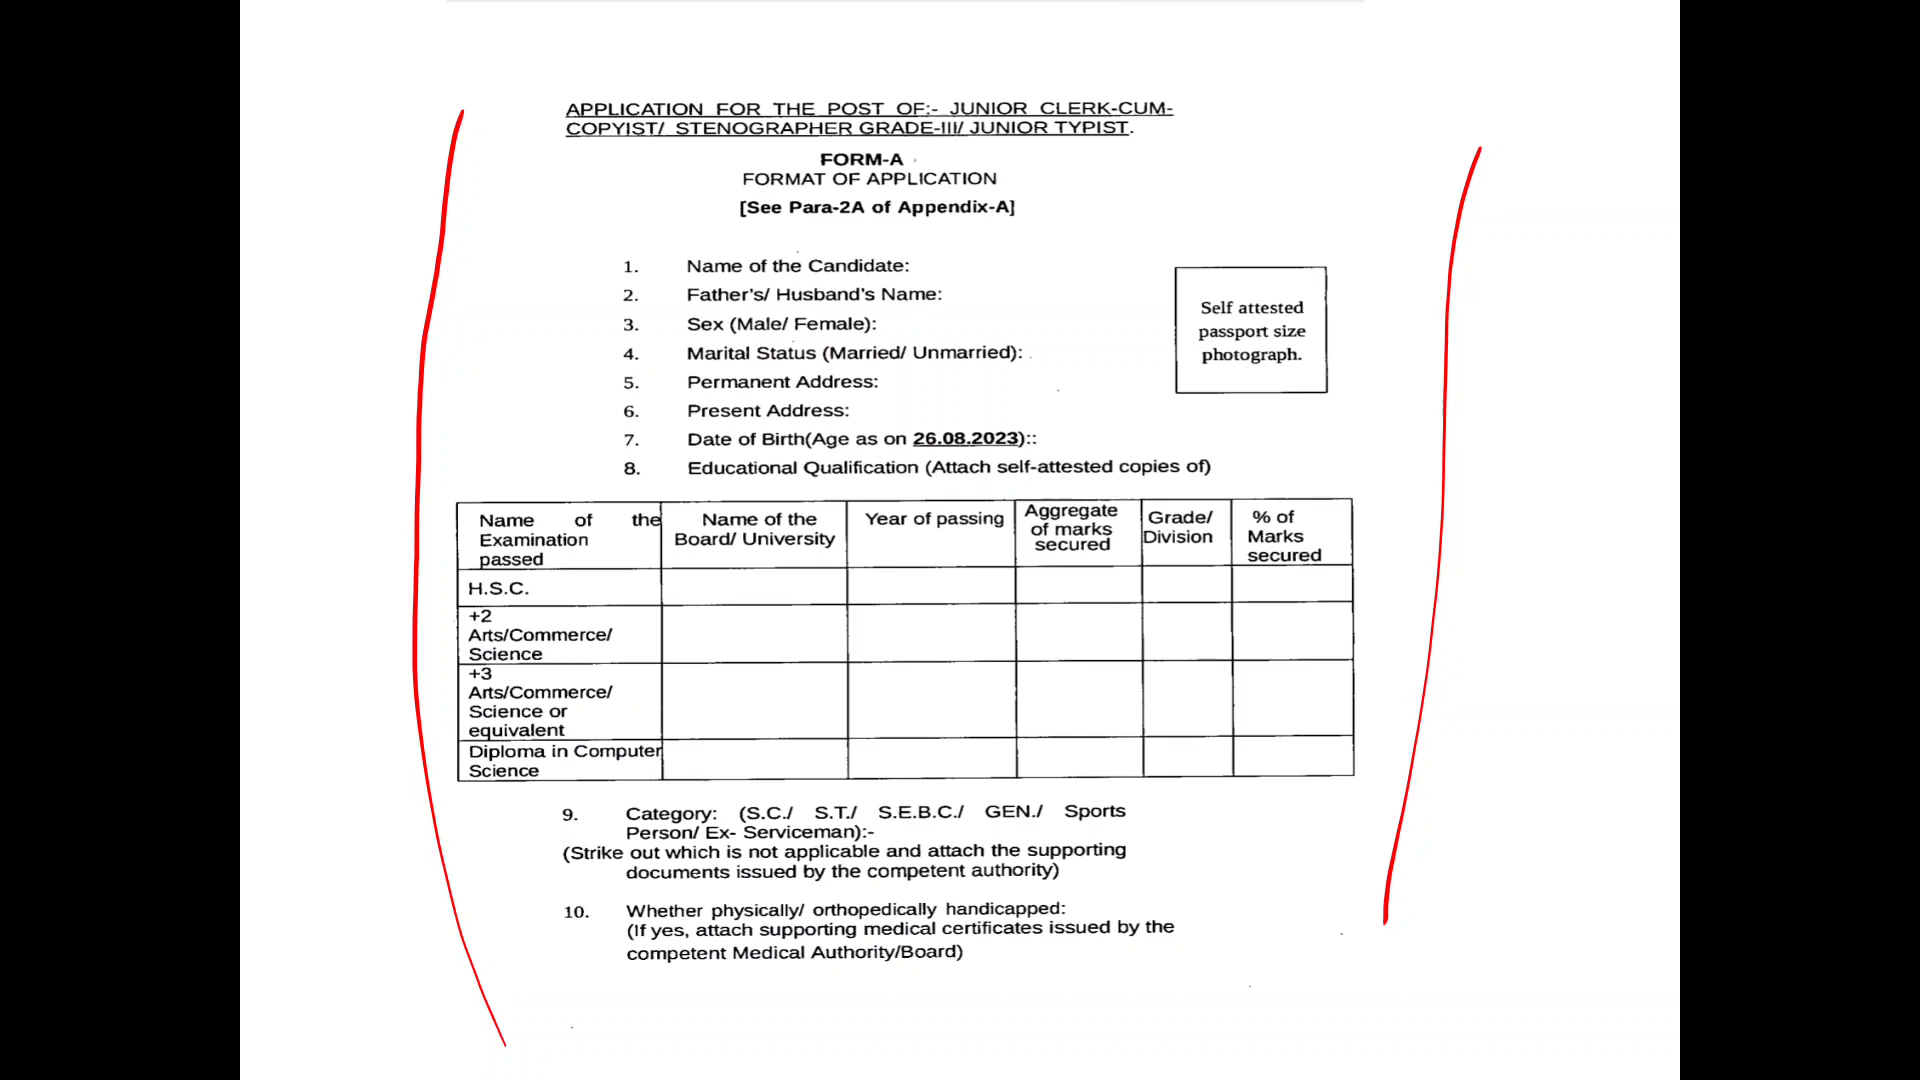 APPLICATION FOR THE POST OF:- JUNIOR CLERK-CUM-
COPYIST/ STENOGRAPHER GRADE-III/ JUNIOR TYPIST.
FORM-A
FORMAT OF APPLICATION
[See Para-2A of Appendix-A]
1. Name of the Candidate:
2. Father's/ Husband's Name:
3. Sex (Male/ Female):
4. Marital Status (Married/ Unmarried):
5. Permanent Address:
6. Present Address:
7. Date of Birth(Age as on 26.08.2023)::
8. Educational Qualification (Attach self-attested copies of)
Self attested
passport size
photograph.
Name of the
Examination
passed
Name of the
Board/ University
Year of passing
Aggregate
of marks
secured
Grade/
Division
% of
Marks
secured
H.S.C.
+2
Arts/Commerce/
Science
+3
Arts/Commerce/
Science or
equivalent
Diploma in Computer
Science
9. Category: (S.C./ S.T./ S.E.B.C./ GEN./ Sports
Person/ Ex- Serviceman):-
(Strike out which is not applicable and attach the supporting
documents issued by the competent authority)
10. Whether physically/ orthopedically handicapped:
(If yes, attach supporting medical certificates issued by the
competent Medical Authority/Board)